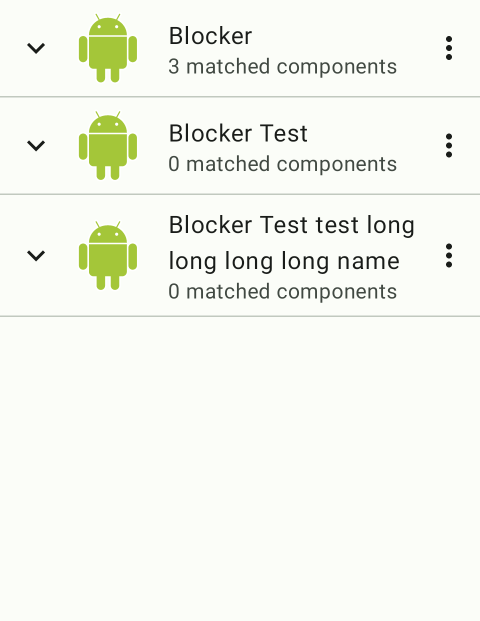 Blocker
3 matched components
Blocker Test
0 matched components
Blocker Test test long
long long long name
0 matched components